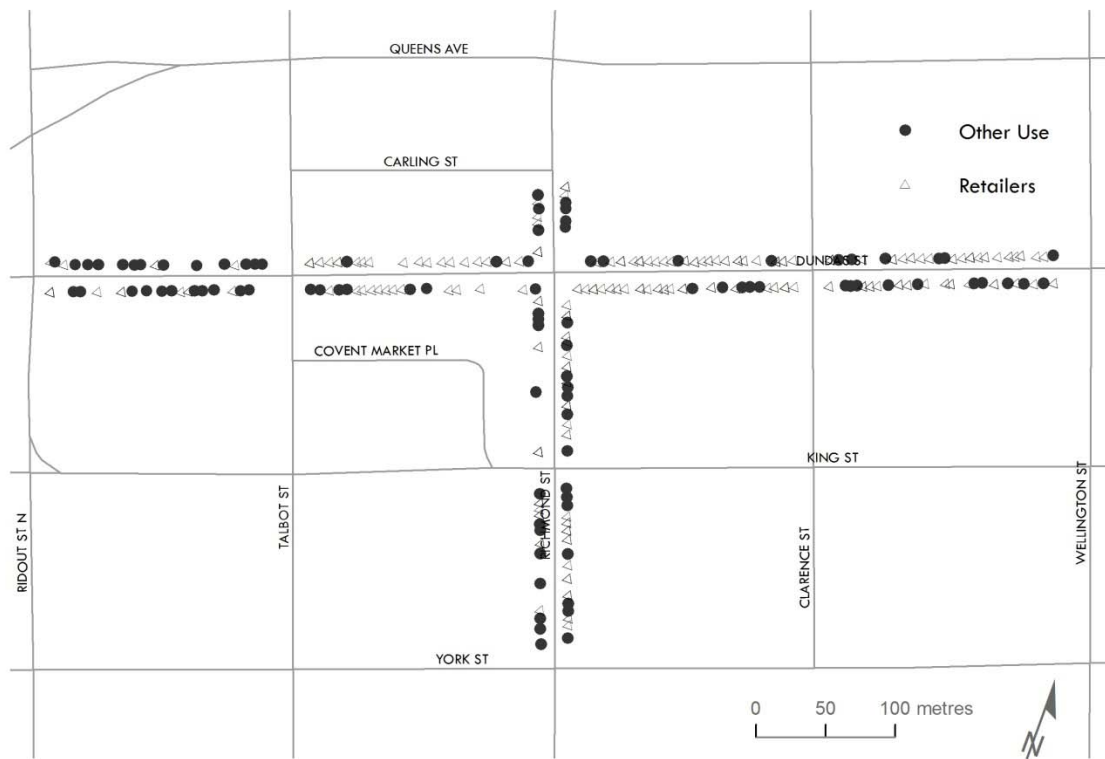 QUEENS AVE
Other Use
CARLING ST
Retailers
DUNDAS ST
COVENT MARKET PL
KING ST
RIDOUT ST N
TALBOT ST
RICHMOND ST
CLARENCE ST
WELLINGTON ST
YORK ST
0 50 100 metres
N